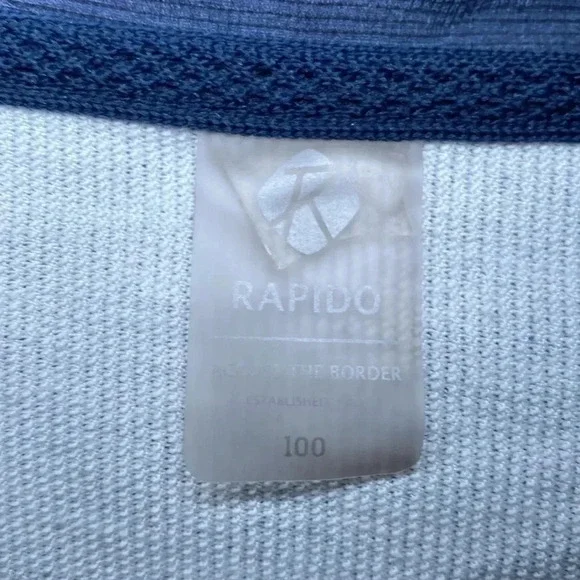 RAPIDO
THE BORDER
ESTABLISHED
100